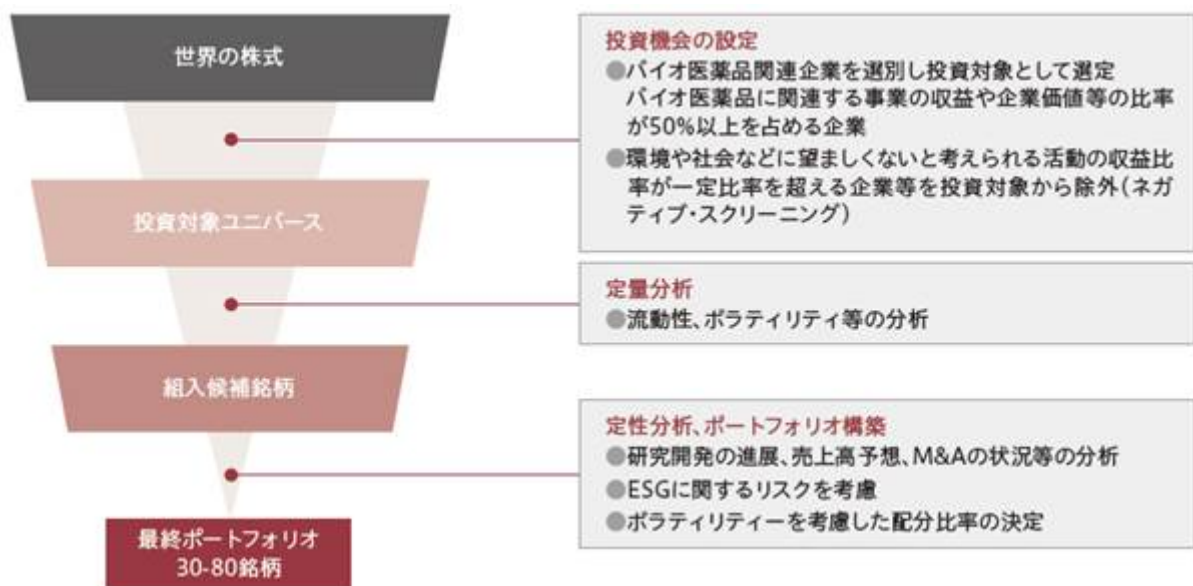 世界の株式
投資対象ユニバース
組入候補銘柄
最終ポートフォリオ
30-80銘柄
投資機会の設定
●バイオ医薬品関連企業を選別し投資対象として選定
バイオ医薬品に関連する事業の収益や企業価値等の比率
が50%以上を占める企業
●環境や社会などに望ましくないと考えられる活動の収益比
率が一定比率を超える企業等を投資対象から除外(ネガ
ティブ・スクリーニング)
定量分析
●流動性、ボラティリティ等の分析
定性分析、ポートフォリオ構築
●研究開発の進展、売上高予想、M&Aの状況等の分析
●ESGに関するリスクを考慮
●ボラティリティーを考慮した配分比率の決定